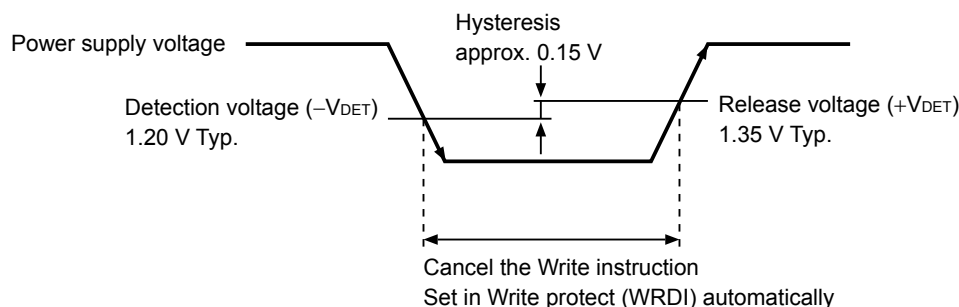 Hysteresis
approx. 0.15 V
Power supply voltage
Detection voltage (−VDET)
1.20 V Typ.
Release voltage (+VDET)
1.35 V Typ.
Cancel the Write instruction
Set in Write protect (WRDI) automatically